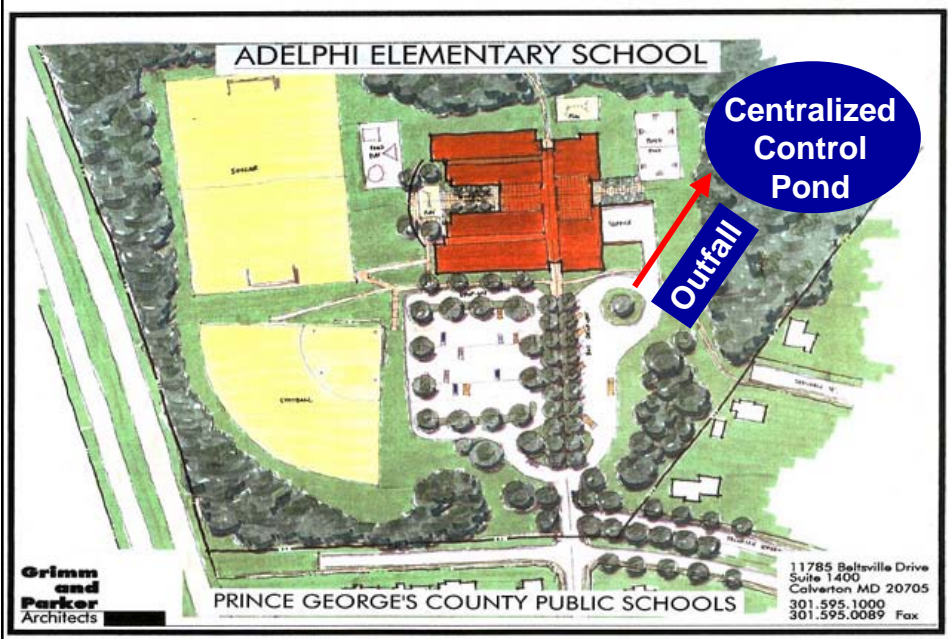 ADELPHI ELEMENTARY SCHOOL
Centralized
Control
Pond
Outfall
SOCCER
PLAY
SOFTBALL
Grimm
and
Parker
Architects
PRINCE GEORGE'S COUNTY PUBLIC SCHOOLS
11785 Beltsville Drive
Suite 1400
Calverton MD 20705
301.595.1000
301.595.0089 Fax